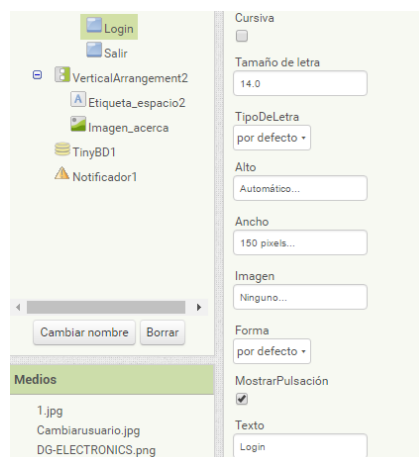 Login
Salir
VerticalArrangement2
Etiqueta_espacio2
Imagen_acerca
TinyBD1
Notificador1
Cambiar nombre
Borrar
Medios
1.jpg
Cambiarusuario.jpg
DG-ELECTRONICS.png
Cursiva
Tamaño de letra
14.0
TipoDeLetra
por defecto
Alto
Automático...
Ancho
150 pixels...
Imagen
Ninguno...
Forma
por defecto
MostrarPulsación
Texto
Login